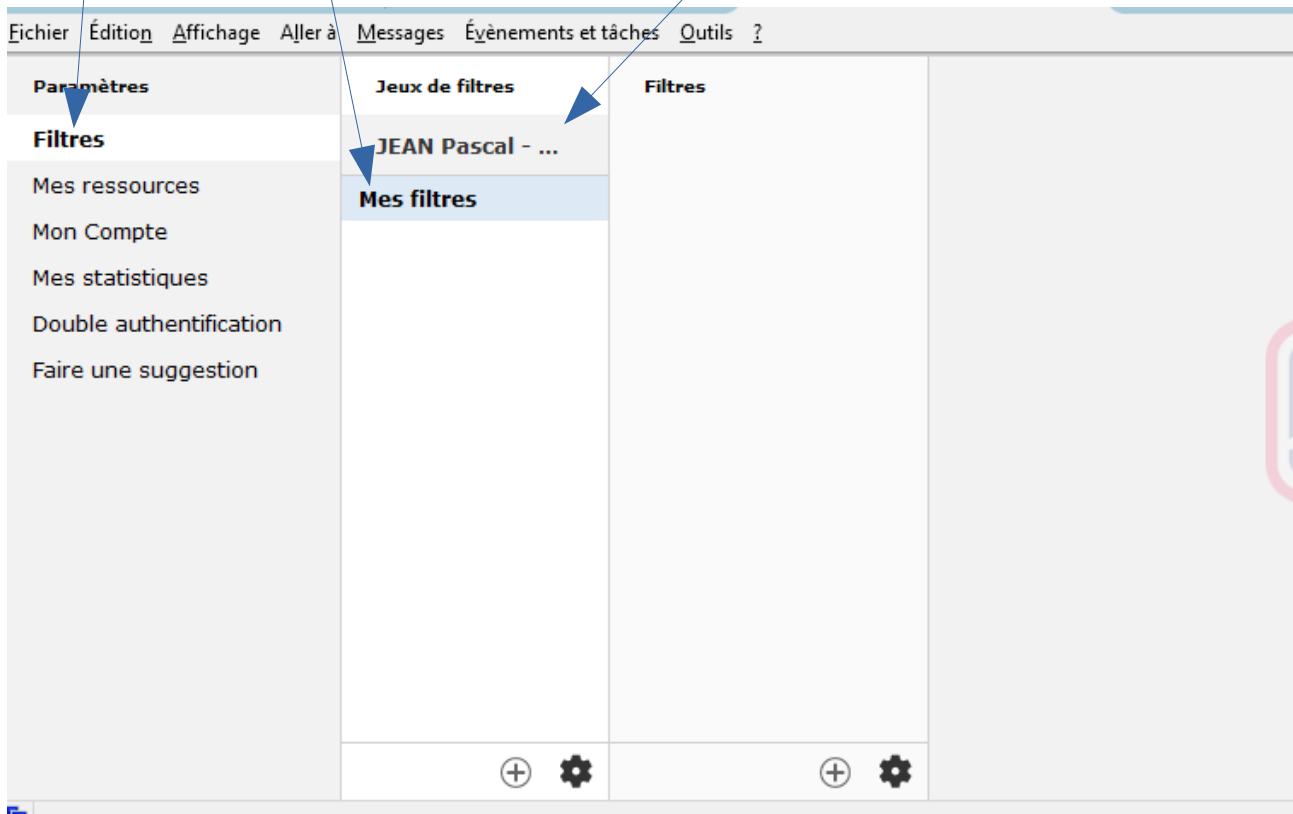 Fichier Édition Affichage Aller à Messages Évènements et tâches Outils ?
Paramètres
Filtres
Mes ressources
Mon Compte
Mes statistiques
Double authentification
Faire une suggestion
Jeux de filtres
JEAN Pascal - ...
Mes filtres
Filtres